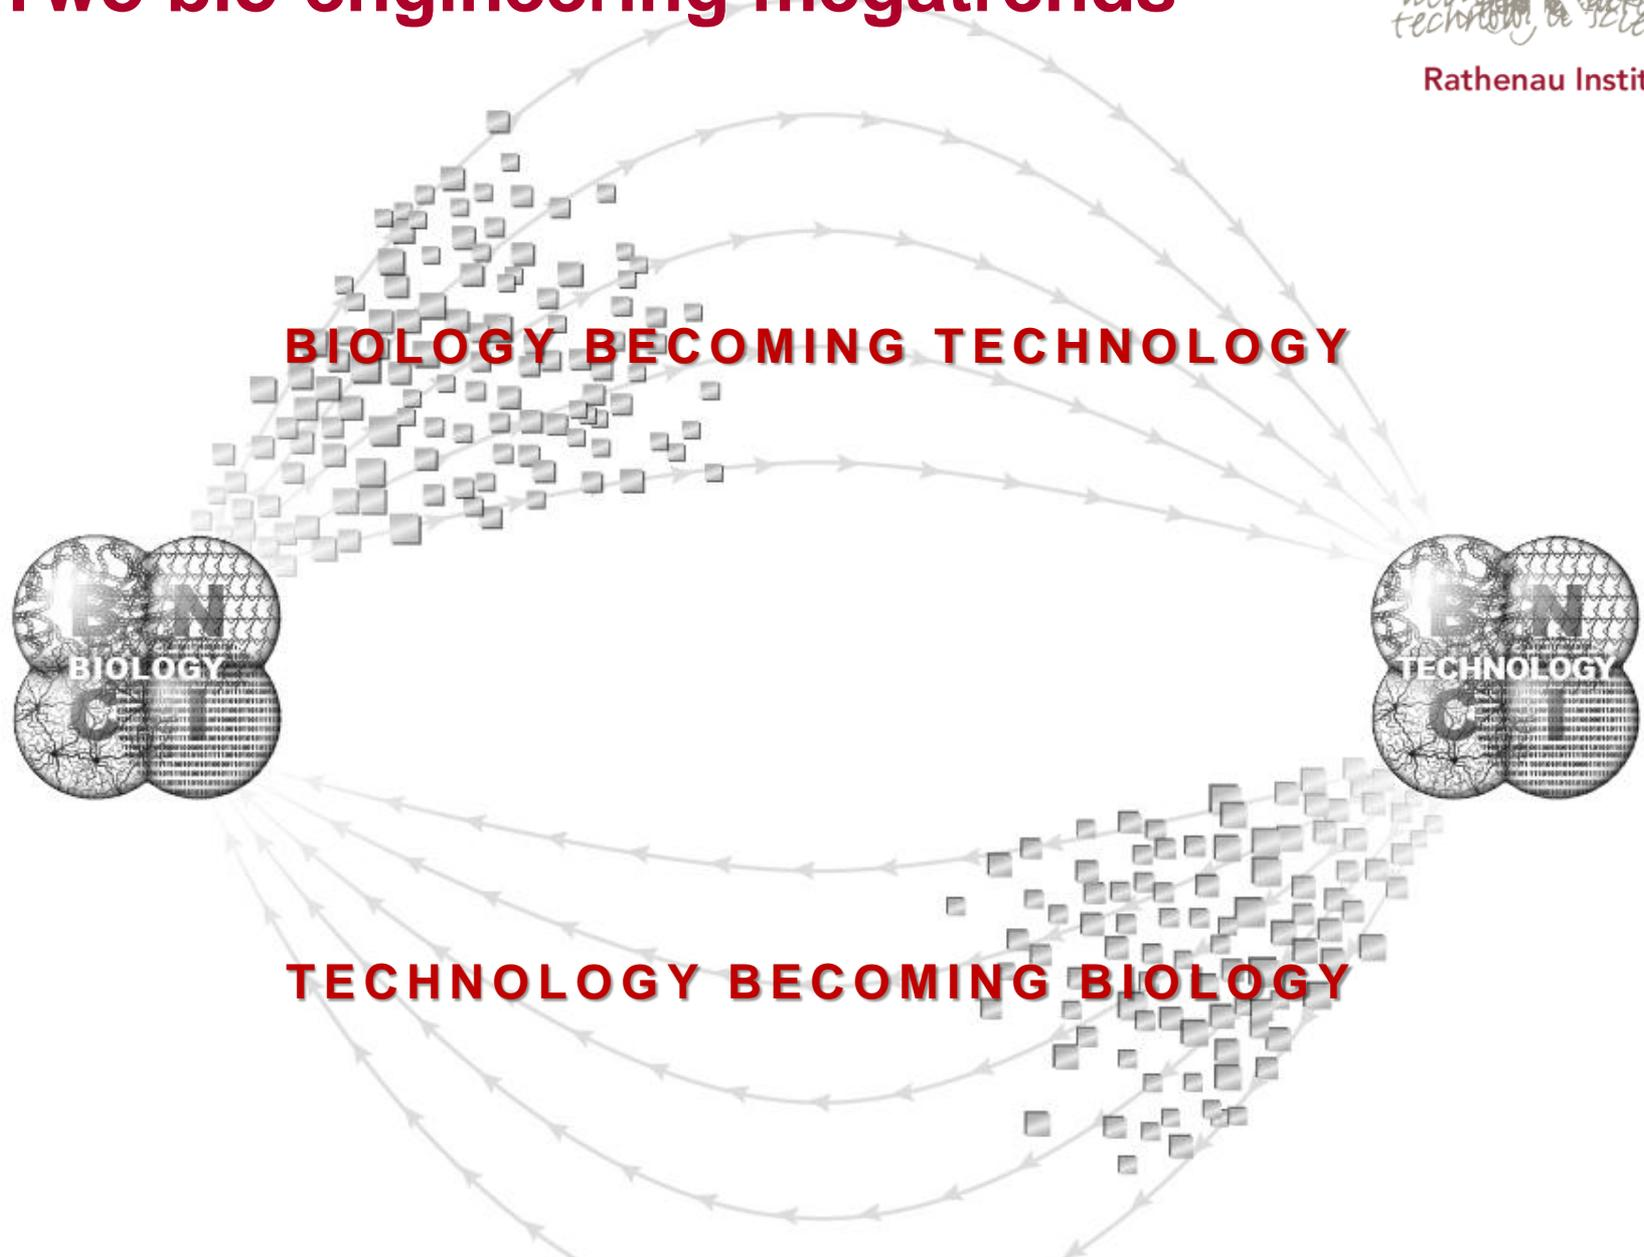 Two bio-engineering megatrends
Rathenau Instit
BIOLOGY BECOMING TECHNOLOGY
B N
BIOLOGY
C I
B N
TECHNOLOGY
C I
TECHNOLOGY BECOMING BIOLOGY